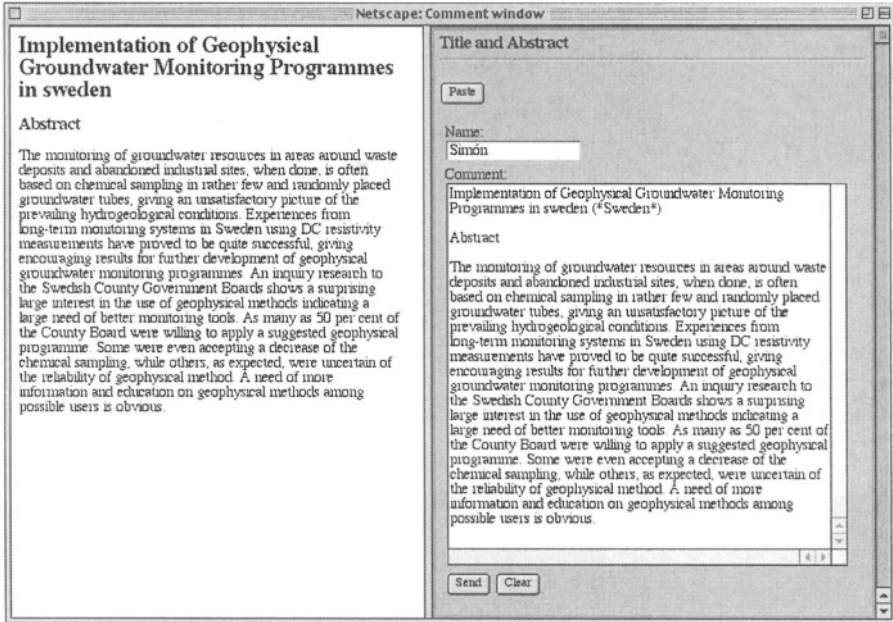 Netscape: Comment window
Implementation of Geophysical
Groundwater Monitoring Programmes
in sweden
Abstract
The monitoring of groundwater resources in areas around waste
deposits and abandoned industrial sites, when done, is often
based on chemical sampling in rather few and randomly placed
groundwater tubes, giving an unsatisfactory picture of the
prevailing hydrogeological conditions. Experiences from
long-term monitoring systems in Sweden using DC resistivity
measurements have proved to be quite successful, giving
encouraging results for further development of geophysical
groundwater monitoring programmes. An inquiry research to
the Swedish County Government Boards shows a surprising
large interest in the use of geophysical methods indicating a
large need of better monitoring tools. As many as 50 per cent of
the County Board were willing to apply a suggested geophysical
programme. Some were even accepting a decrease of the
chemical sampling, while others, as expected, were uncertain of
the reliability of geophysical method. A need of more
information and education on geophysical methods among
possible users is obvious.
Title and Abstract
Paste
Name:
Simón
Comment:
Implementation of Geophysical Groundwater Monitoring
Programmes in sweden (*Sweden*)
Abstract
The monitoring of groundwater resources in areas around waste
deposits and abandoned industrial sites, when done, is often
based on chemical sampling in rather few and randomly placed
groundwater tubes, giving an unsatisfactory picture of the
prevailing hydrogeological conditions. Experiences from
long-term monitoring systems in Sweden using DC resistivity
measurements have proved to be quite successful, giving
encouraging results for further development of geophysical
groundwater monitoring programmes. An inquiry research to
the Swedish County Government Boards shows a surprising
large interest in the use of geophysical methods indicating a
large need of better monitoring tools. As many as 50 per cent of
the County Board were willing to apply a suggested geophysical
programme. Some were even accepting a decrease of the
chemical sampling, while others, as expected, were uncertain of
the reliability of geophysical method. A need of more
information and education on geophysical methods among
possible users is obvious.
Send Clear